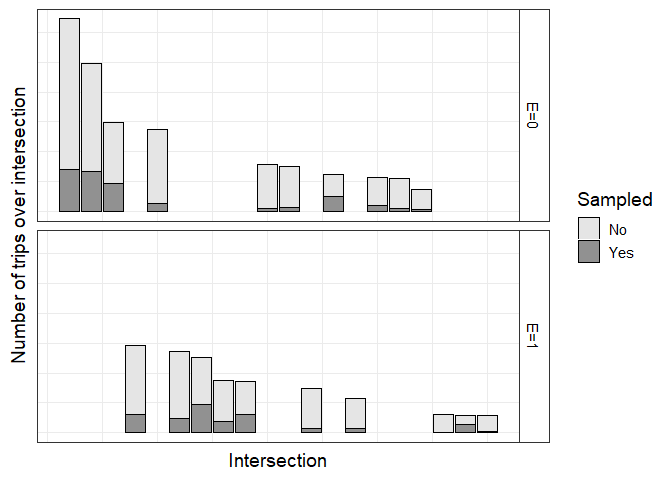 Number of trips over intersection
E=0
E=1
Intersection
Sampled
No
Yes